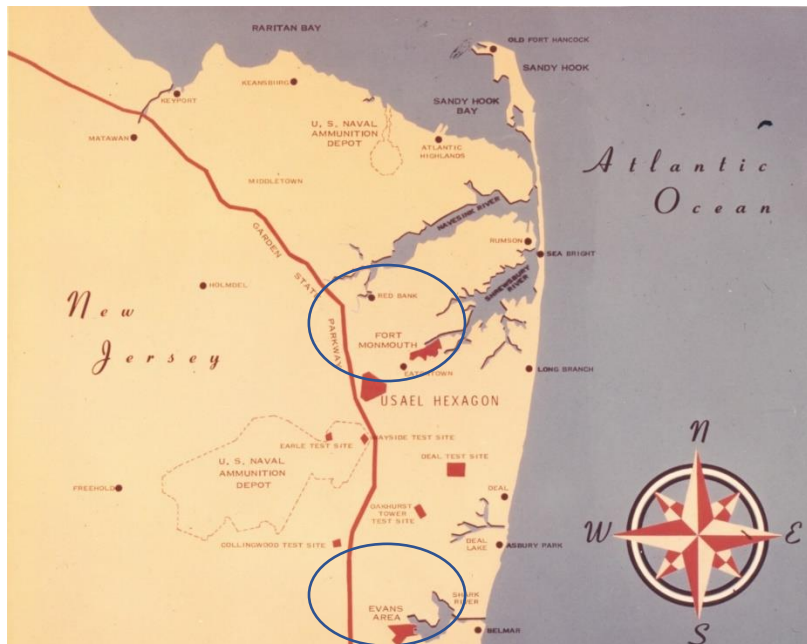 RARITAN BAY
OLD FORT HANCOCK
SANDY HOOK
KEANSBURG
KEYPORT
SANDY HOOK
BAY
U. S. NAVAL
AMMUNITION
DEPOT
MATAWAN
ATLANTIC
HIGHLANDS
Atlantic
Ocean
MIDDLETOWN
NAVESINK RIVER
GARDEN
STATE
PARKWAY
RUMSON
SEA BRIGHT
HOLMDEL
RED BANK
SHREWSBURY
RIVER
New
Jersey
FORT
MONMOUTH
EATONTOWN
LONG BRANCH
USAEL HEXAGON
EARLE TEST SITE
WAYSIDE TEST SITE
U. S. NAVAL
AMMUNITION
DEPOT
DEAL TEST SITE
FREEHOLD
DEAL
OAKHURST
TOWER
TEST SITE
COLLINGWOOD TEST SITE
DEAL
LAKE
ASBURY PARK
N
W
E
S
SHARK
RIVER
EVANS
AREA
BELMAR